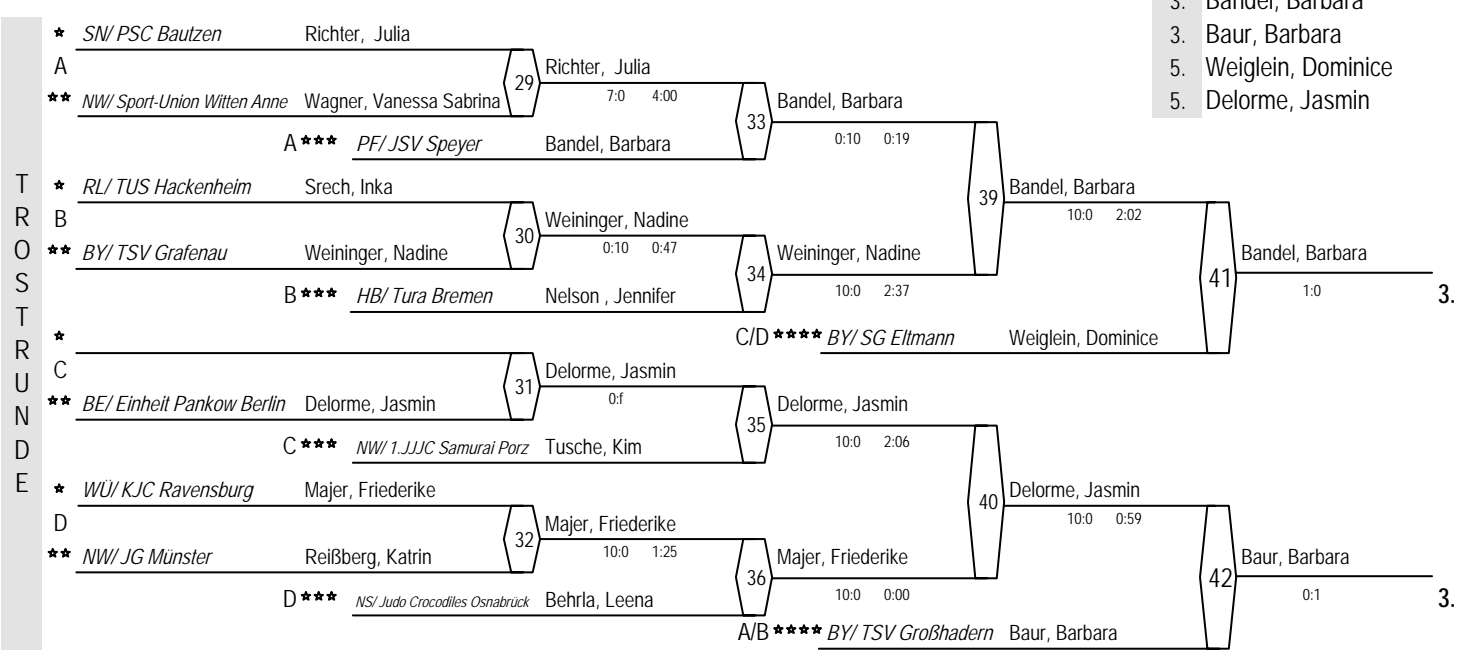 3. Bandel, Barbara
3. Baur, Barbara
5. Weiglein, Dominice
5. Delorme, Jasmin
TROSTRUNDE
* SN/ PSC Bautzen Richter, Julia
A
** NW/ Sport-Union Witten Anne Wagner, Vanessa Sabrina
29
Richter, Julia
7:0 4:00
A *** PF/ JSV Speyer Bandel, Barbara
33
Bandel, Barbara
0:10 0:19
* RL/ TUS Hackenheim Srech, Inka
B
** BY/ TSV Grafenau Weininger, Nadine
30
Weininger, Nadine
0:10 0:47
B *** HB/ Tura Bremen Nelson , Jennifer
34
Weininger, Nadine
10:0 2:37
39
Bandel, Barbara
10:0 2:02
C/D **** BY/ SG Eltmann Weiglein, Dominice
41
Bandel, Barbara
1:0
3.
*
C
** BE/ Einheit Pankow Berlin Delorme, Jasmin
31
Delorme, Jasmin
0:f
C *** NW/ 1.JJJC Samurai Porz Tusche, Kim
35
Delorme, Jasmin
10:0 2:06
* WÜ/ KJC Ravensburg Majer, Friederike
D
** NW/ JG Münster Reißberg, Katrin
32
Majer, Friederike
10:0 1:25
D *** NS/ Judo Crocodiles Osnabrück Behrla, Leena
36
Majer, Friederike
10:0 0:00
40
Delorme, Jasmin
10:0 0:59
A/B **** BY/ TSV Großhadern Baur, Barbara
42
Baur, Barbara
0:1
3.